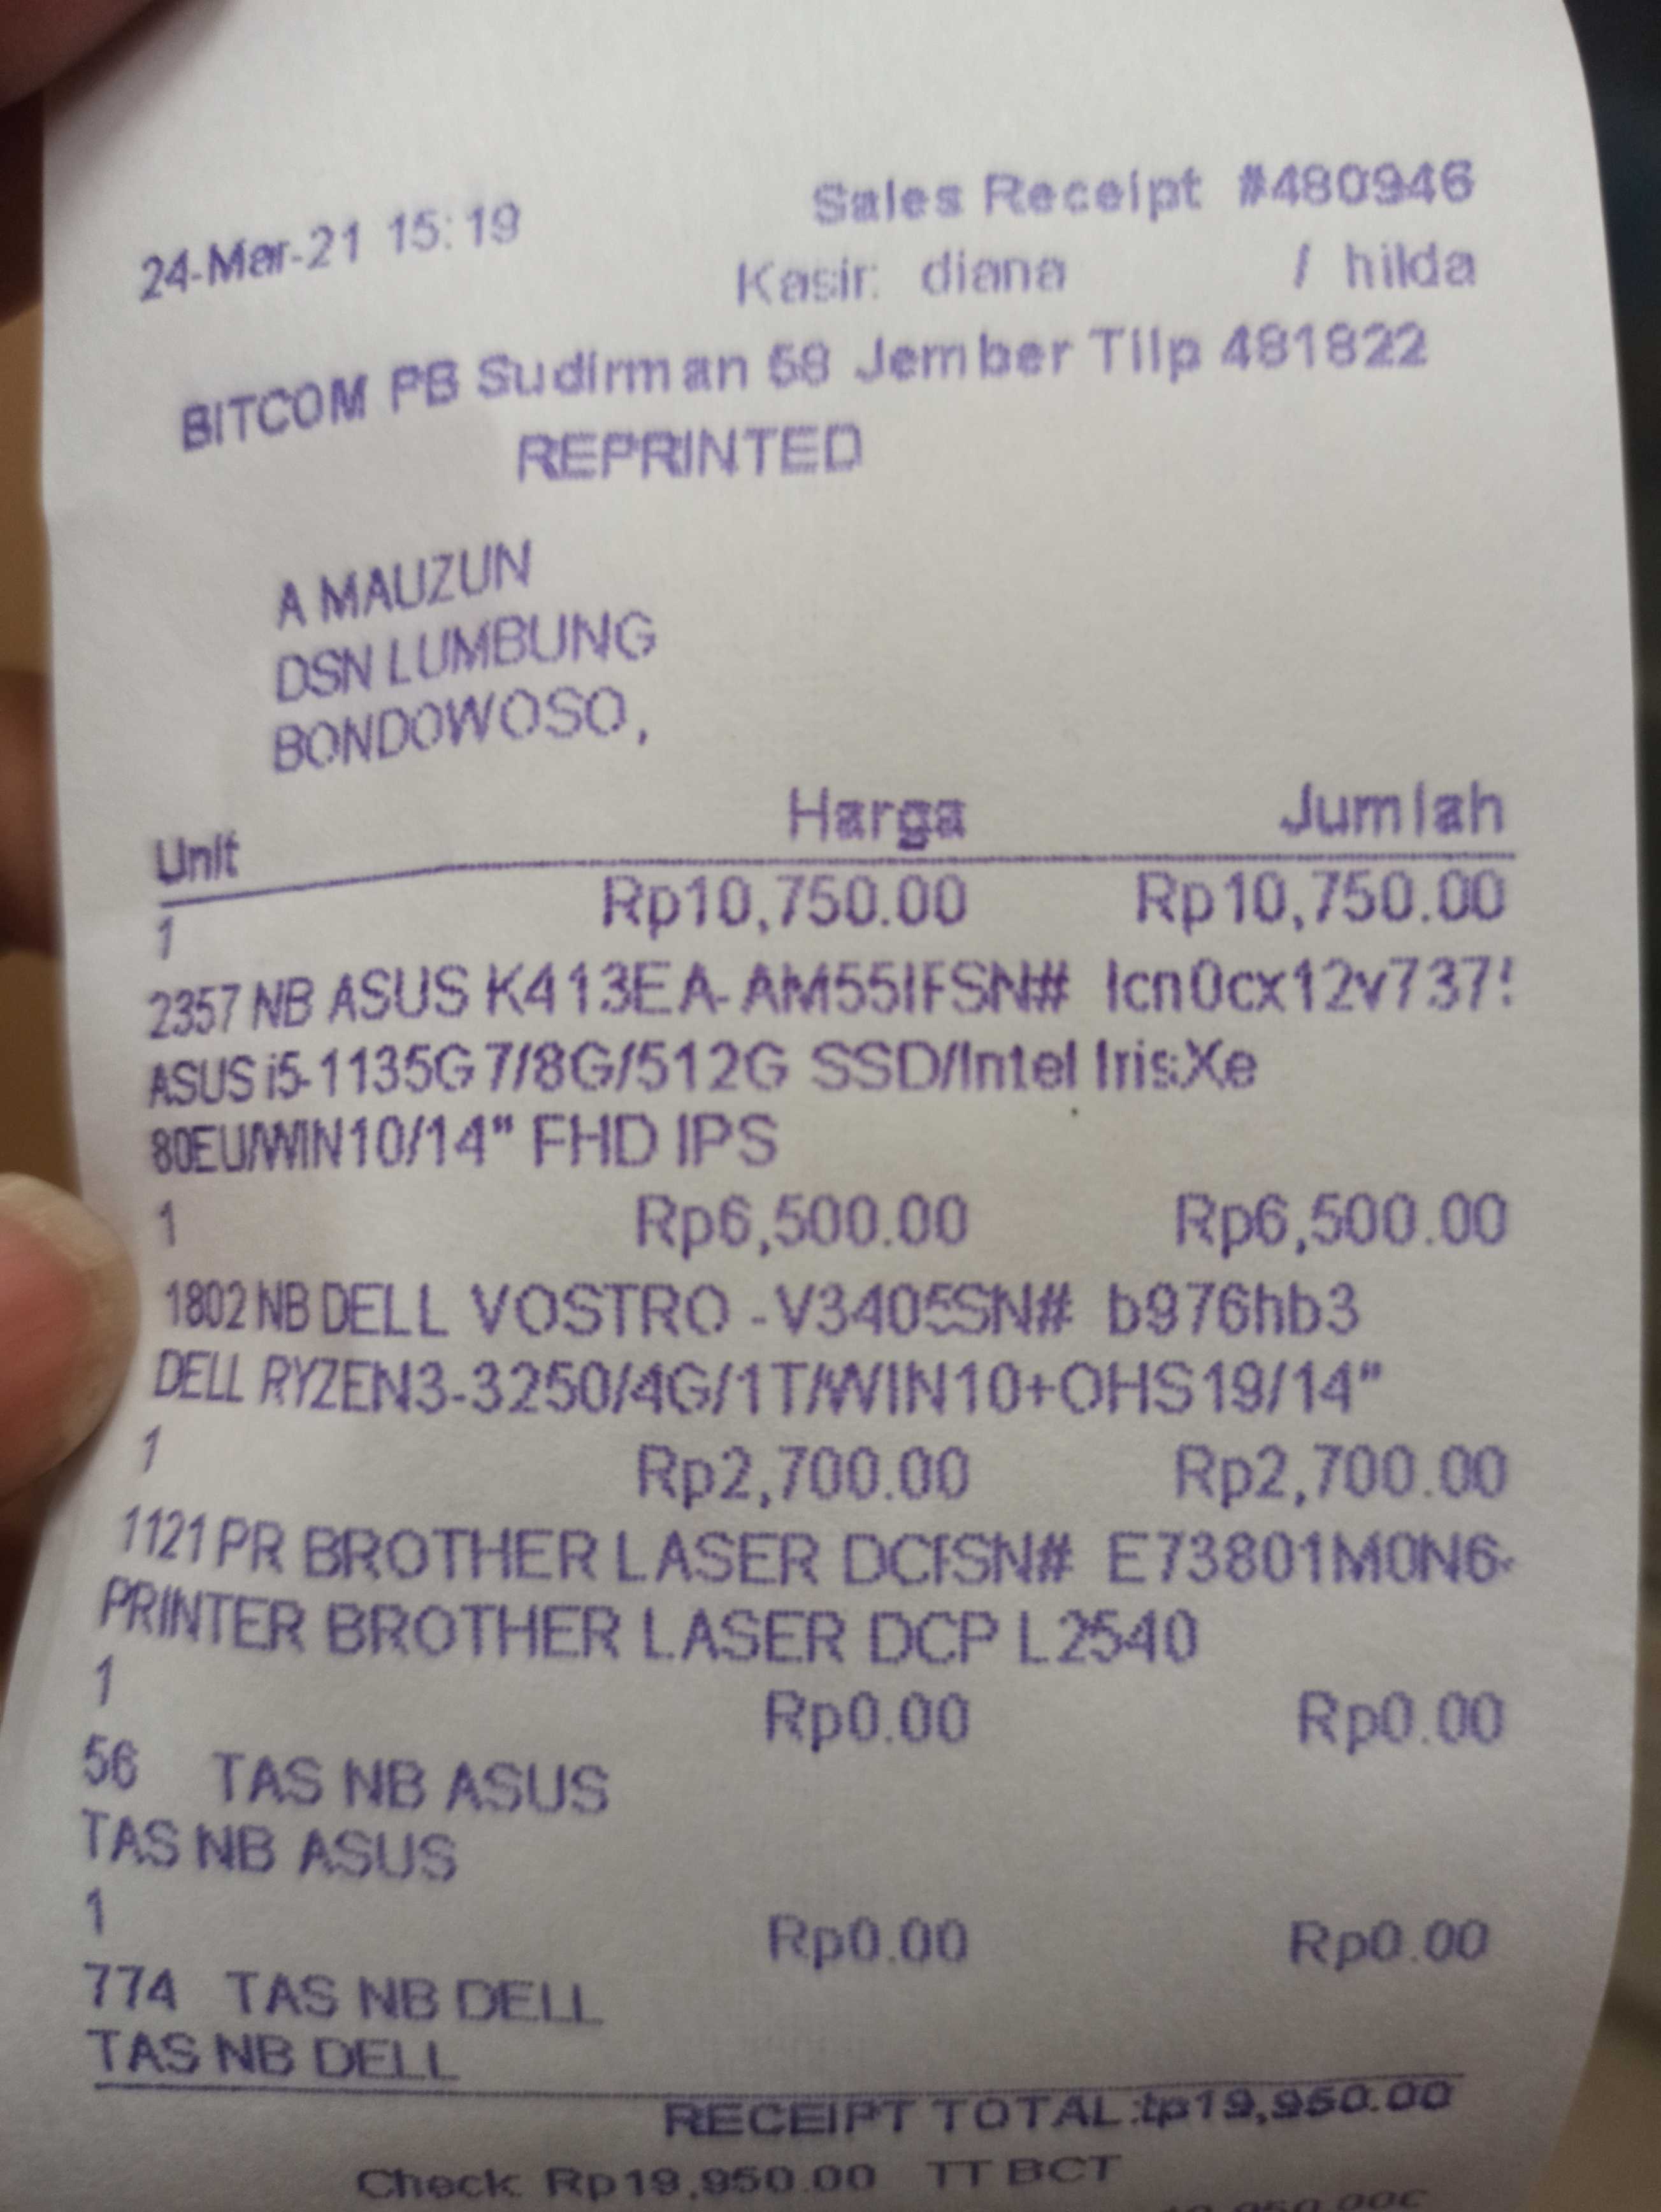 24-Mar-21 15:19 Sales Receipt #480946
Kasir: diana / hilda
BITCOM PB Sudirman 58 Jember Tllp 481822
REPRINTED
A MAUZUN
DSN LUMBUNG
BONDOWOSO,
Unit Harga Jumlah
1 Rp10,750.00 Rp10,750.00
2357 NB ASUS K413EA-AM55IFSN# lcn0cx12v737
ASUS i5-1135G7/8G/512G SSD/Intel IrisXe
80EU/WIN10/14" FHD IPS
1 Rp6,500.00 Rp6,500.00
1802 NB DELL VOSTRO -V3405SN# b976hb3
DELL RYZEN3-3250/4G/1T/WIN10+OHS19/14"
1 Rp2,700.00 Rp2,700.00
1121 PR BROTHER LASER DCFSN# E73801M0N6
PRINTER BROTHER LASER DCP L2540
1 Rp0.00 Rp0.00
56 TAS NB ASUS
TAS NB ASUS
1 Rp0.00 Rp0.00
774 TAS NB DELL
TAS NB DELL
RECEIPT TOTAL: 19,950.00
Check Rp19,950.00 TT BCT